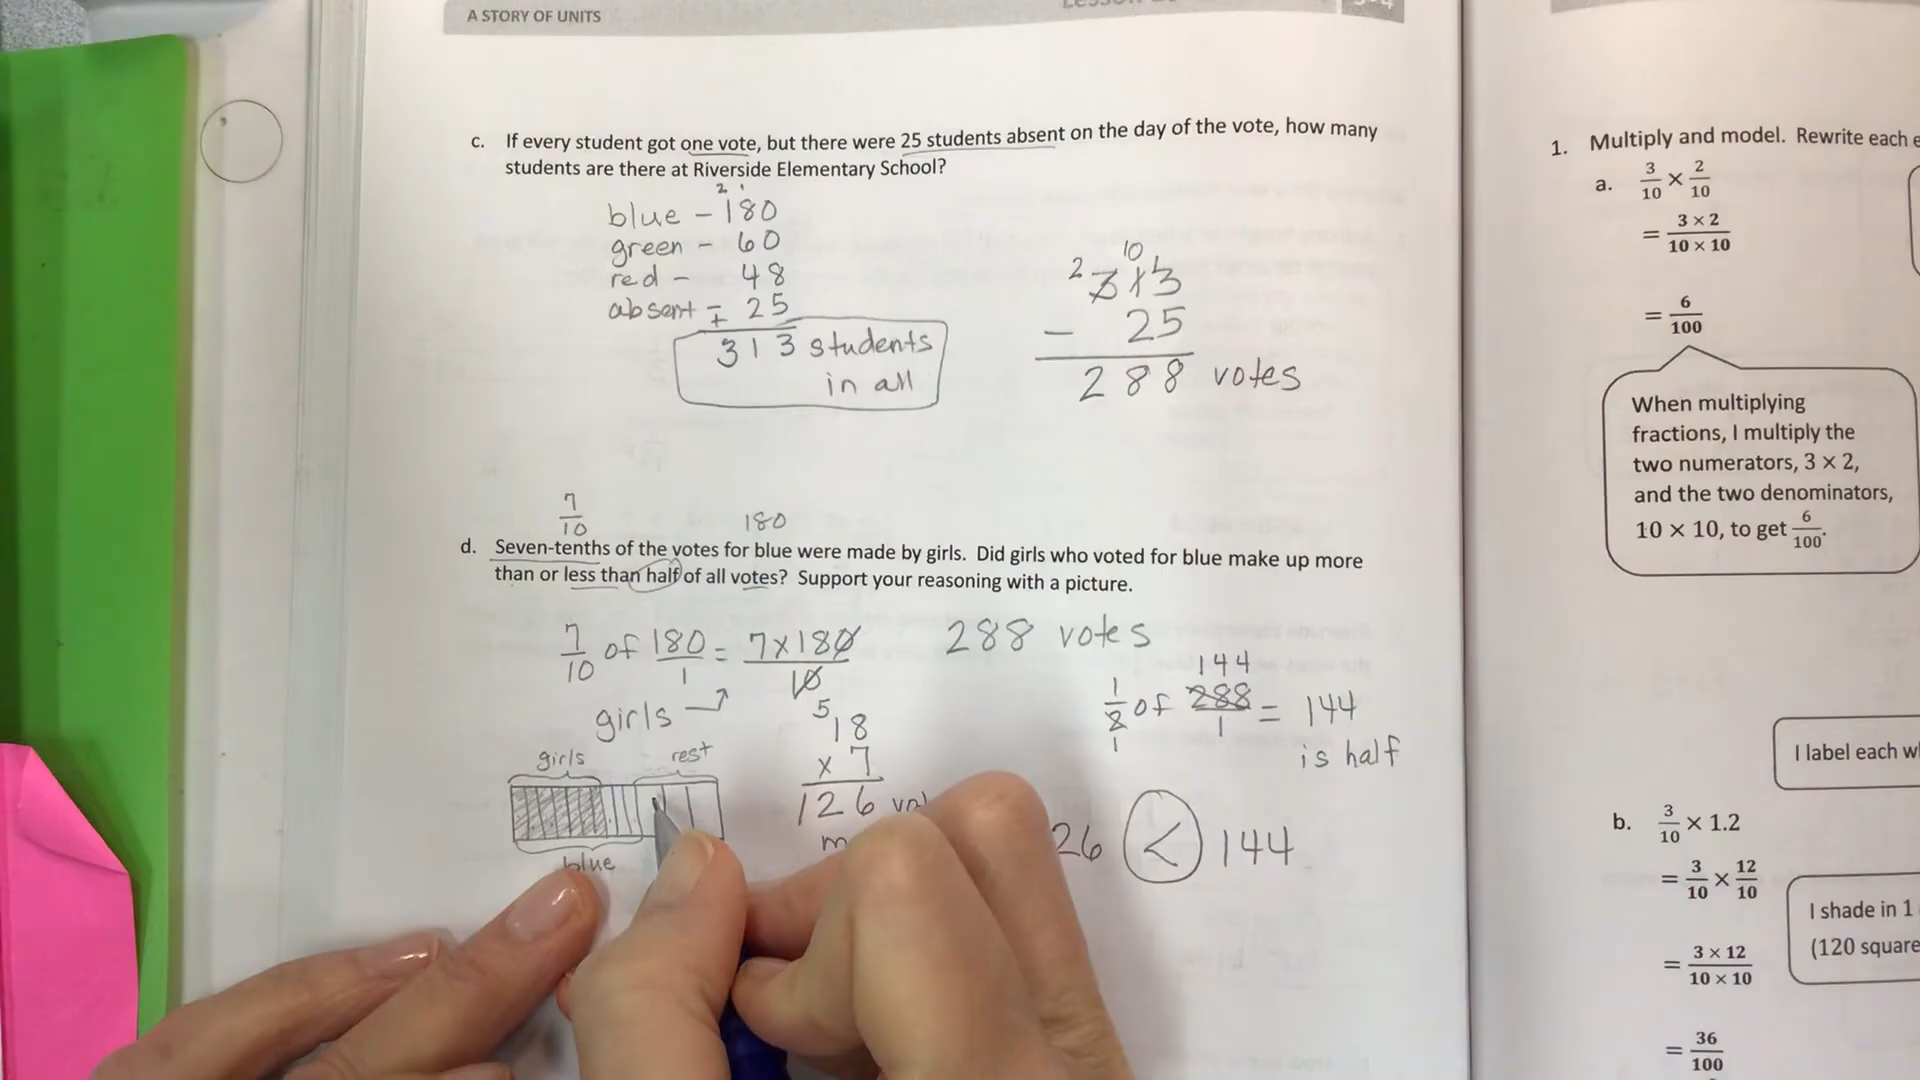 A STORY OF UNITS
c. If every student got one vote, but there were 25 students absent on the day of the vote, how many
students are there at Riverside Elementary School?
2 1
blue - 180
green - 60
red - 48
absent - 25
+
313 students
in all
10
2 313
- 25
288 votes
7/10
180
d. Seven-tenths of the votes for blue were made by girls. Did girls who voted for blue make up more
than or less than half of all votes? Support your reasoning with a picture.
7/10 of 180/1 = 7x180/10
girls
5
18
x 7
126
girls rest
blue
288 votes
144
1/2 of 288/1 = 144
1
is half
26 < 144
1. Multiply and model. Rewrite each
a. 3/10 × 2/10
= 3 × 2/10 × 10
= 6/100
When multiplying
fractions, I multiply the
two numerators, 3 × 2,
and the two denominators,
10 × 10, to get 6/100.
I label each
b. 3/10 × 1.2
= 3/10 × 12/10
= 3 × 12/10 × 10
= 36/100
I shade in 1
(120 square